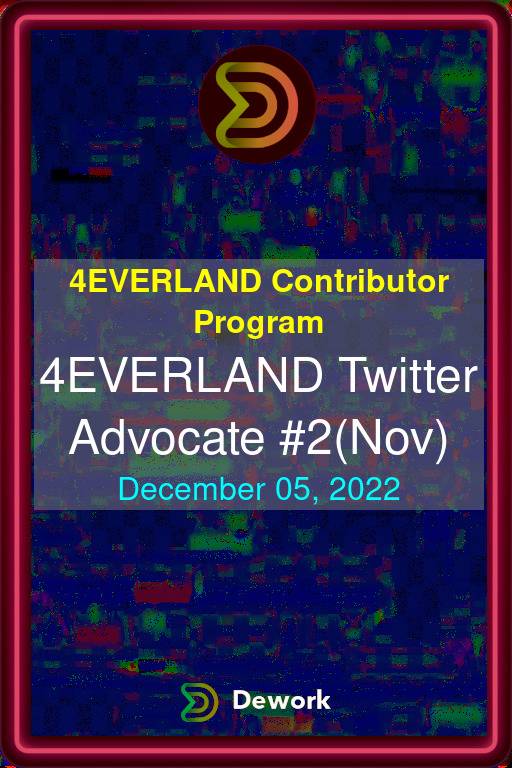 4EVERLAND Contributor
Program
4EVERLAND Twitter
Advocate #2(Nov)
December 05, 2022
Dework